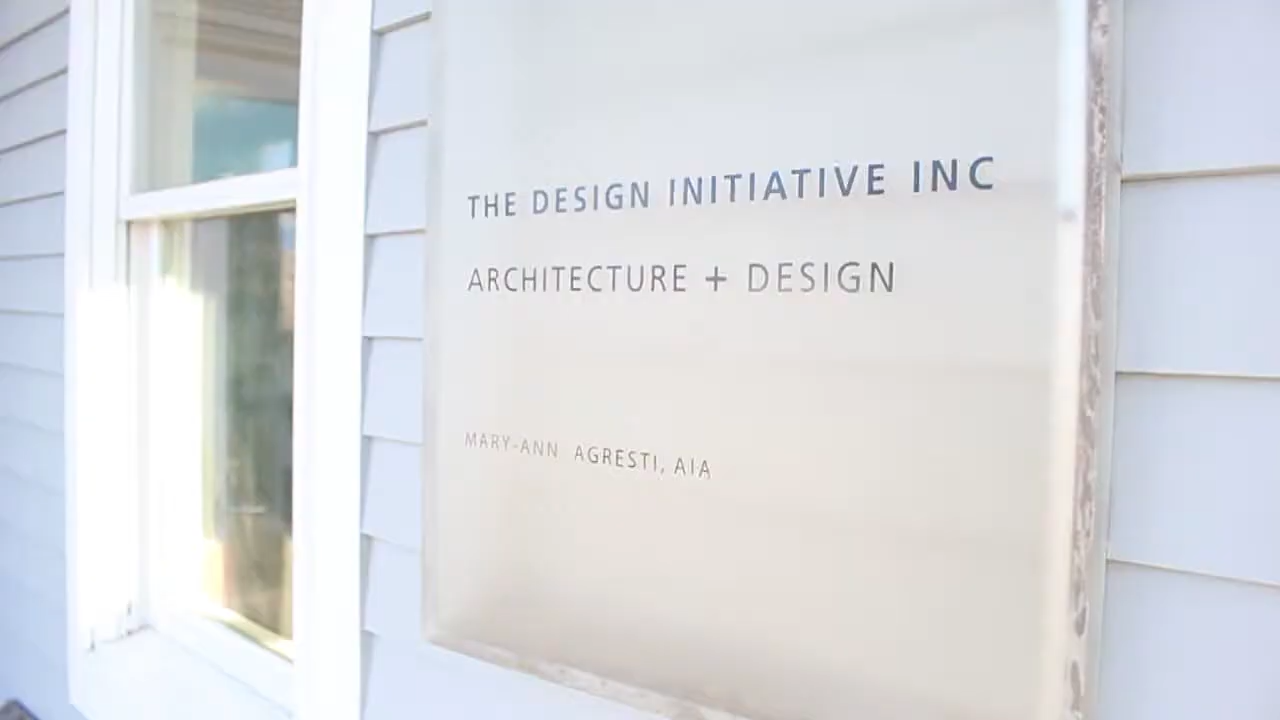 THE DESIGN INITIATIVE INC
ARCHITECTURE + DESIGN
MARY-ANN AGRESTI, AIA